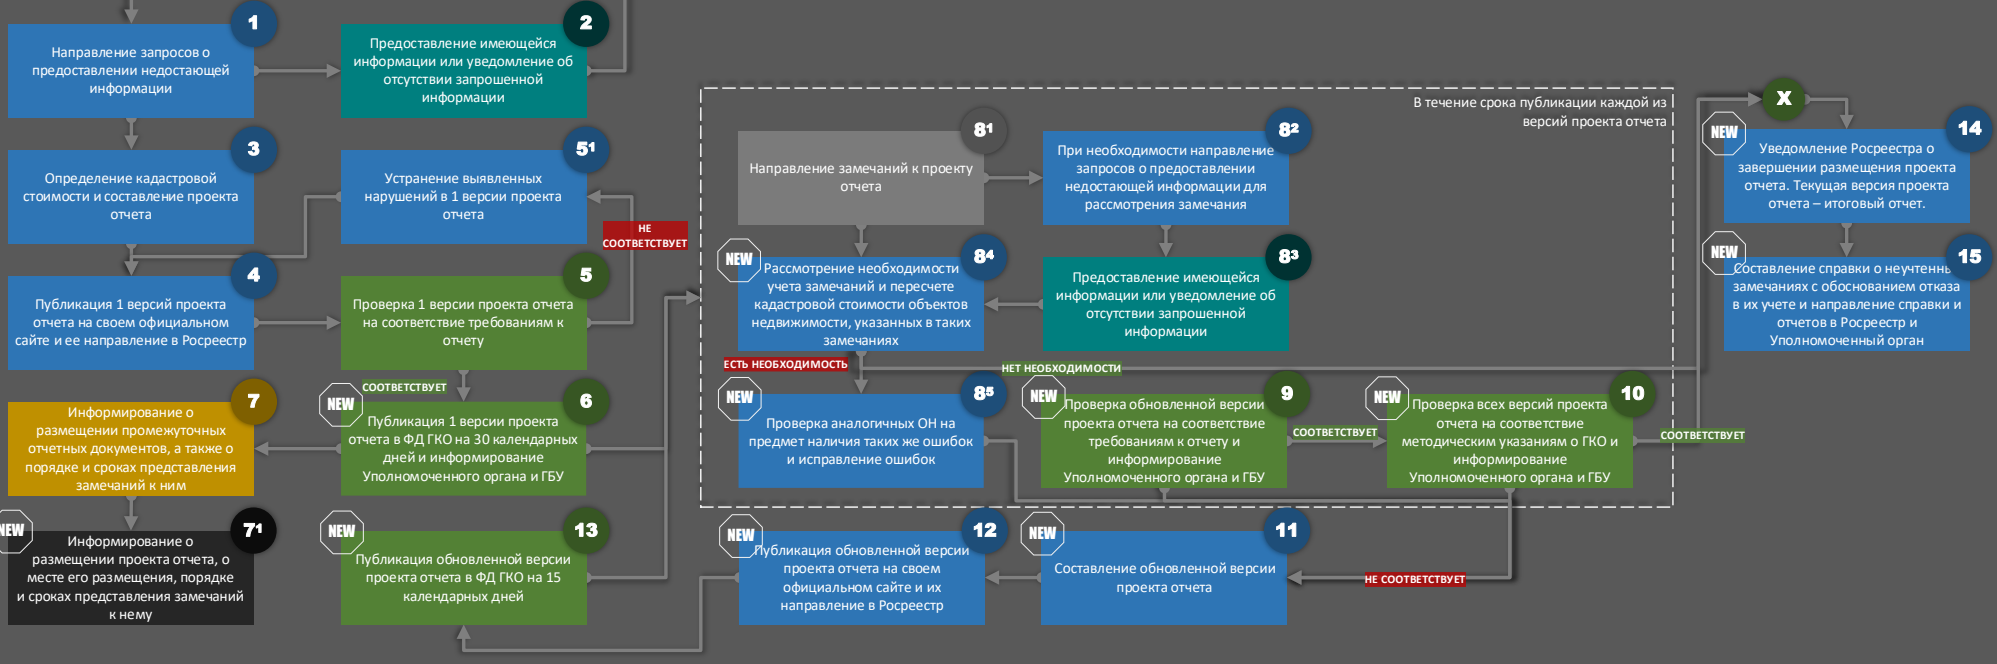 1
Направление запросов о
предоставлении недостающей
информации
2
Предоставление имеющейся
информации или уведомление об
отсутствии запрошенной
информации
3
Определение кадастровой
стоимости и составление проекта
отчета
5¹
Устранение выявленных
нарушений в 1 версии проекта
отчета
НЕ
СООТВЕТСТВУЕТ
4
Публикация 1 версий проекта
отчета на своем официальном
сайте и ее направление в Росреестр
5
Проверка 1 версии проекта отчета
на соответствие требованиям к
отчету
СООТВЕТСТВУЕТ
NEW
6
Публикация 1 версии проекта
отчета в ФД ГКО на 30 календарных
дней и информирование
Уполномоченного органа и ГБУ
7
Информирование о
размещении промежуточных
отчетных документов, а также о
порядке и сроках представления
замечаний к ним
NEW
7¹
Информирование о
размещении проекта отчета, о
месте его размещения, порядке
и сроках представления замечаний
к нему
NEW
13
Публикация обновленной версии
проекта отчета в ФД ГКО на 15
календарных дней
В течение срока публикации каждой из
версий проекта отчета
8¹
Направление замечаний к проекту
отчета
8²
При необходимости направление
запросов о предоставлении
недостающей информации для
рассмотрения замечания
NEW
8⁴
Рассмотрение необходимости
учета замечаний и пересчете
кадастровой стоимости объектов
недвижимости, указанных в таких
замечаниях
8³
Предоставление имеющейся
информации или уведомление об
отсутствии запрошенной
информации
ЕСТЬ НЕОБХОДИМОСТЬ
НЕТ НЕОБХОДИМОСТИ
NEW
8⁵
Проверка аналогичных ОН на
предмет наличия таких же ошибок
и исправление ошибок
NEW
9
Проверка обновленной версии
проекта отчета на соответствие
требованиям к отчету и
информирование
Уполномоченного органа и ГБУ
СООТВЕТСТВУЕТ
NEW
10
Проверка всех версий проекта
отчета на соответствие
методическим указаниям о ГКО и
информирование
Уполномоченного органа и ГБУ
СООТВЕТСТВУЕТ
NEW
12
Публикация обновленной версии
проекта отчета на своем
официальном сайте и их
направление в Росреестр
NEW
11
Составление обновленной версии
проекта отчета
НЕ СООТВЕТСТВУЕТ
X
NEW
14
Уведомление Росреестра о
завершении размещения проекта
отчета. Текущая версия проекта
отчета – итоговый отчет.
NEW
15
Составление справки о неучтенных
замечаниях с обоснованием отказа
в их учете и направление справки и
отчетов в Росреестр и
Уполномоченный орган